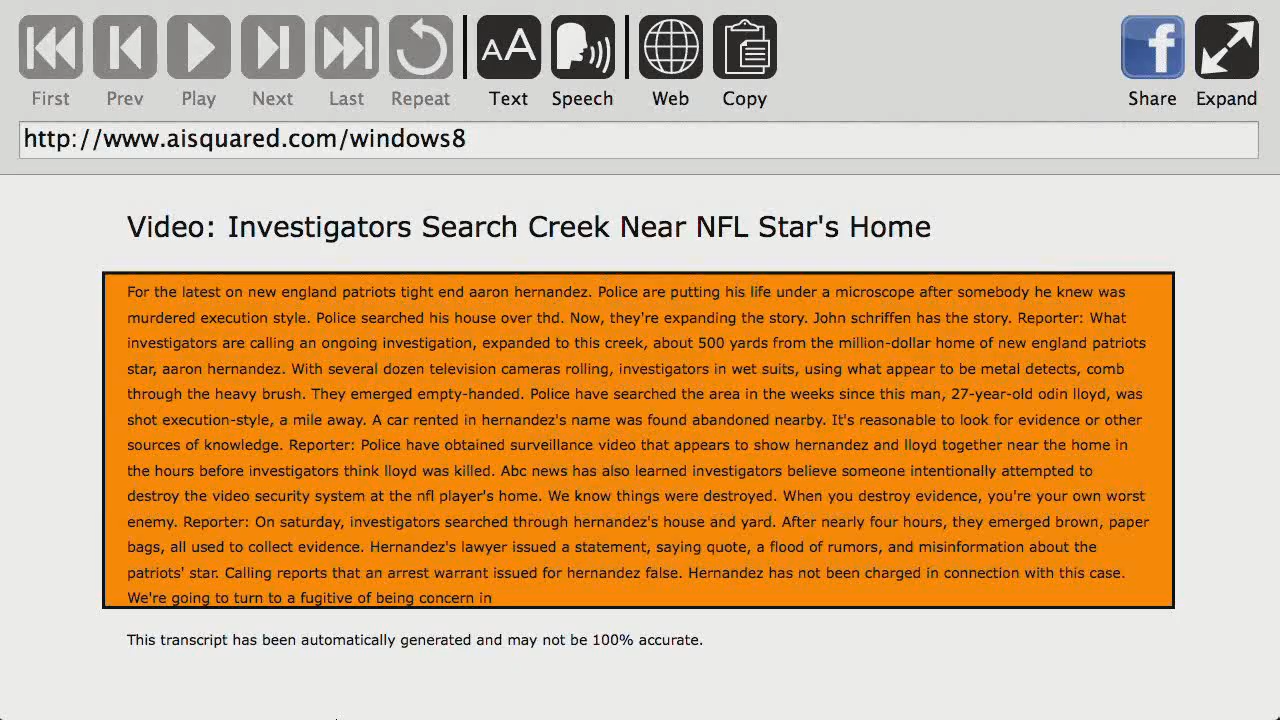 AA
f
First Prev Play Next Last Repeat Text Speech Web Copy Share Expand
http://www.aisquared.com/windows8
Video: Investigators Search Creek Near NFL Star's Home
For the latest on new england patriots tight end aaron hernandez. Police are putting his life under a microscope after somebody he knew was
murdered execution style. Police searched his house over thd. Now, they're expanding the story. John schriffen has the story. Reporter: What
investigators are calling an ongoing investigation, expanded to this creek, about 500 yards from the million-dollar home of new england patriots
star, aaron hernandez. With several dozen television cameras rolling, investigators in wet suits, using what appear to be metal detects, comb
through the heavy brush. They emerged empty-handed. Police have searched the area in the weeks since this man, 27-year-old odin lloyd, was
shot execution-style, a mile away. A car rented in hernandez's name was found abandoned nearby. It's reasonable to look for evidence or other
sources of knowledge. Reporter: Police have obtained surveillance video that appears to show hernandez and lloyd together near the home in
the hours before investigators think lloyd was killed. Abc news has also learned investigators believe someone intentionally attempted to
destroy the video security system at the nfl player's home. We know things were destroyed. When you destroy evidence, you're your own worst
enemy. Reporter: On saturday, investigators searched through hernandez's house and yard. After nearly four hours, they emerged brown, paper
bags, all used to collect evidence. Hernandez's lawyer issued a statement, saying quote, a flood of rumors, and misinformation about the
patriots' star. Calling reports that an arrest warrant issued for hernandez false. Hernandez has not been charged in connection with this case.
We're going to turn to a fugitive of being concern in
This transcript has been automatically generated and may not be 100% accurate.